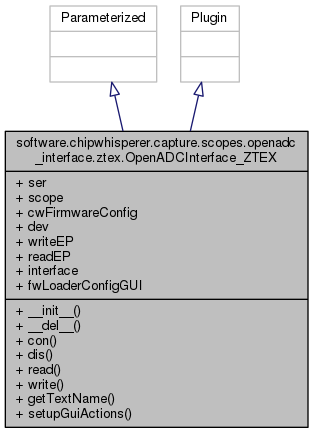 Parameterized
Plugin
software.chipwhisperer.capture.scopes.openadc
_interface.ztex.OpenADCInterface_ZTEX
+ ser
+ scope
+ cwFirmwareConfig
+ dev
+ writeEP
+ readEP
+ interface
+ fwLoaderConfigGUI
+ __init__()
+ __del__()
+ con()
+ dis()
+ read()
+ write()
+ getTextName()
+ setupGuiActions()